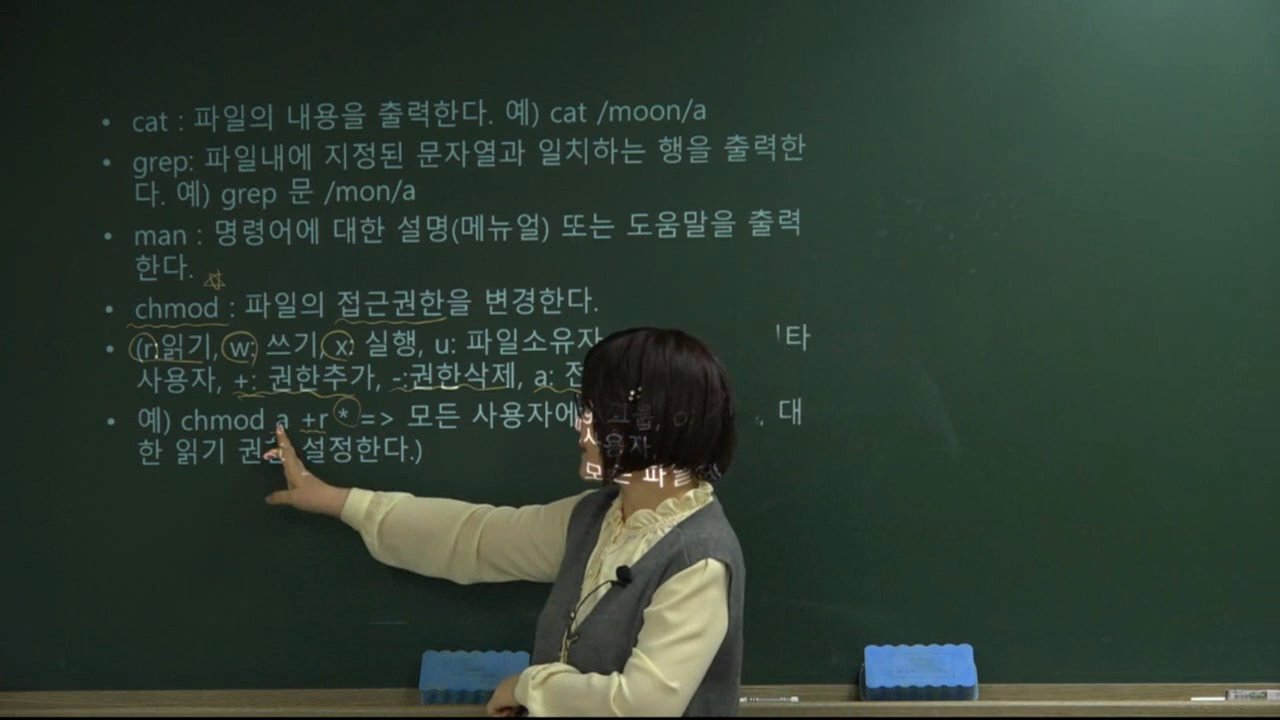 • cat : 파일의 내용을 출력한다. 예) cat /moon/a
• grep: 파일내에 지정된 문자열과 일치하는 행을 출력한
다. 예) grep 문 /mon/a
• man : 명령어에 대한 설명(메뉴얼) 또는 도움말을 출력
한다.
• chmod : 파일의 접근권한을 변경한다.
• (r:읽기, w: 쓰기, x: 실행, u: 파일소유자
사용자, +: 권한추가, -:권한삭제, a:
• 예) chmod a +r * => 모든 사용자에 대
한 읽기 설정한다.)